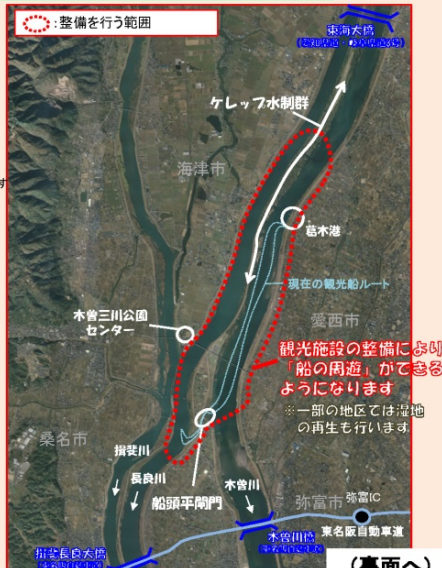 :整備を行う範囲
東海大橋
ケレップ水制群
海津市
す
葛木港
現在の観光船ルート
木曽三川公園
センター
愛西市
観光施設の整備により
「船の周遊」ができる
ようになります
※一部の地区では湿地
の再生も行います
桑名市
揖斐川
長良川
船頭平閘門
木曽川
弥富市
弥富IC
木曽川橋
東名阪自動車道
揖斐長良大橋
(裏面へ)